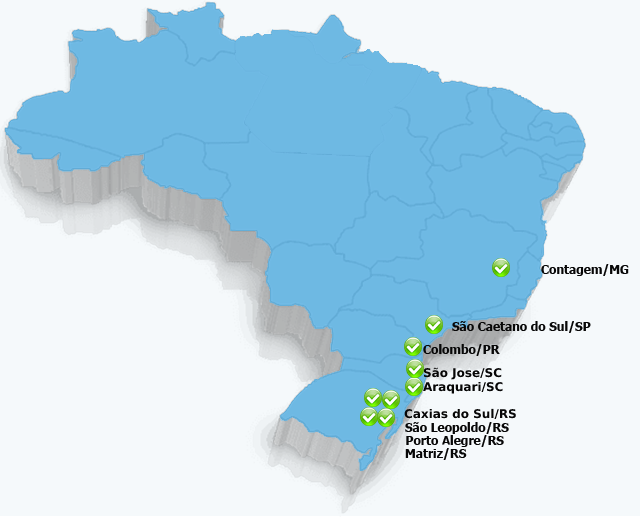 Contagem/MG
São Caetano do Sul/SP
Colombo/PR
São Jose/SC
Araquari/SC
Caxias do Sul/RS
São Leopoldo/RS
Porto Alegre/RS
Matriz/RS